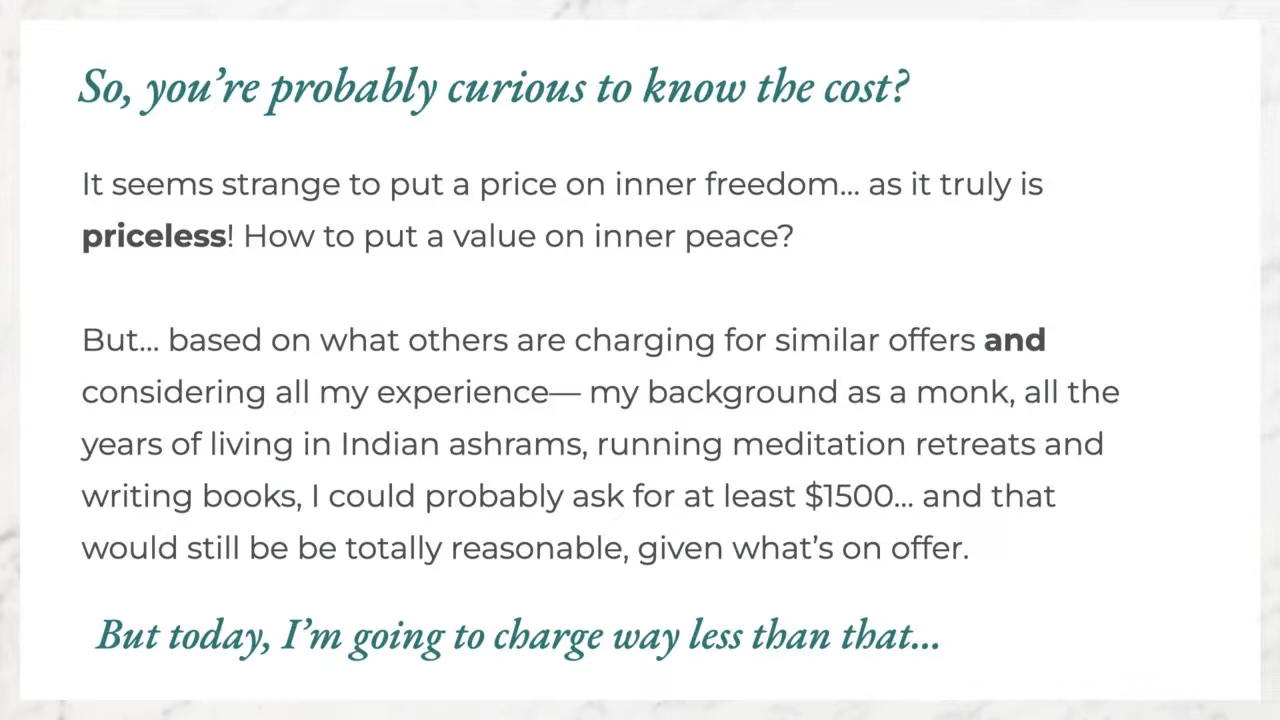 So, you’re probably curious to know the cost?
It seems strange to put a price on inner freedom... as it truly is
priceless! How to put a value on inner peace?
But... based on what others are charging for similar offers and
considering all my experience— my background as a monk, all the
years of living in Indian ashrams, running meditation retreats and
writing books, I could probably ask for at least $1500... and that
would still be be totally reasonable, given what’s on offer.
But today, I’m going to charge way less than that...